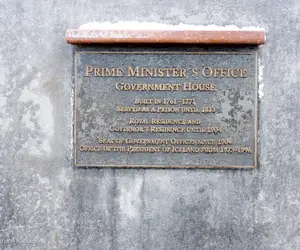 PRIME MINISTER'S OFFICE
GOVERNMENT HOUSE
BUILT IN 1761-1771
SERVED AS A PRISON UNTIL 1813
ROYAL RESIDENCE AND
GOVERNOR'S RESIDENCE UNTIL 1904
SEAT OF GOVERNMENT OFFICES SINCE 1904
OFFICE OF THE PRESIDENT OF ICELAND FROM 1973-1996